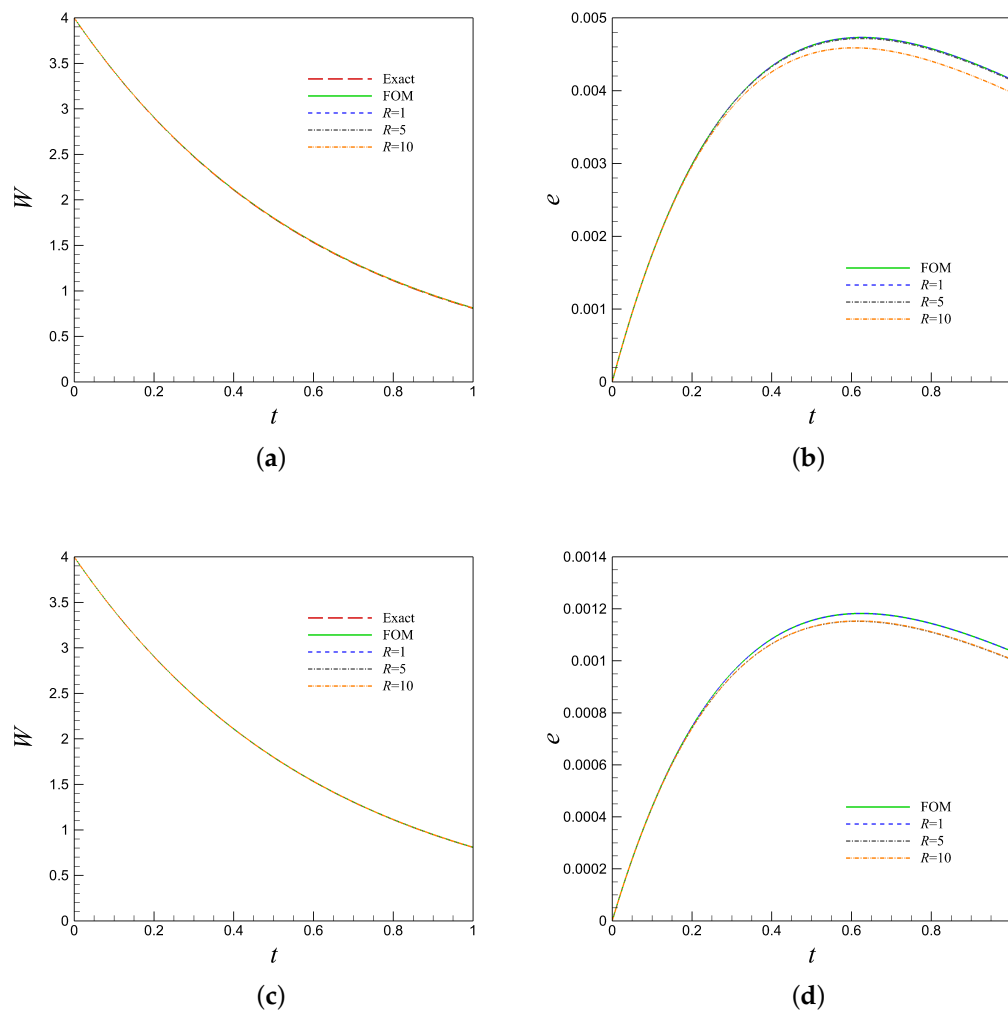 4
3.5
3
2.5
2
1.5
1
0.5
0
W
Exact
FOM
R=1
R=5
R=10
0 0.2 0.4 0.6 0.8 1
t
(a)
0.005
0.004
0.003
0.002
0.001
0
e
FOM
R=1
R=5
R=10
0 0.2 0.4 0.6 0.8
t
(b)
4
3.5
3
2.5
2
1.5
1
0.5
0
W
Exact
FOM
R=1
R=5
R=10
0 0.2 0.4 0.6 0.8 1
t
(c)
0.0014
0.0012
0.001
0.0008
0.0006
0.0004
0.0002
0
e
FOM
R=1
R=5
R=10
0 0.2 0.4 0.6 0.8
t
(d)